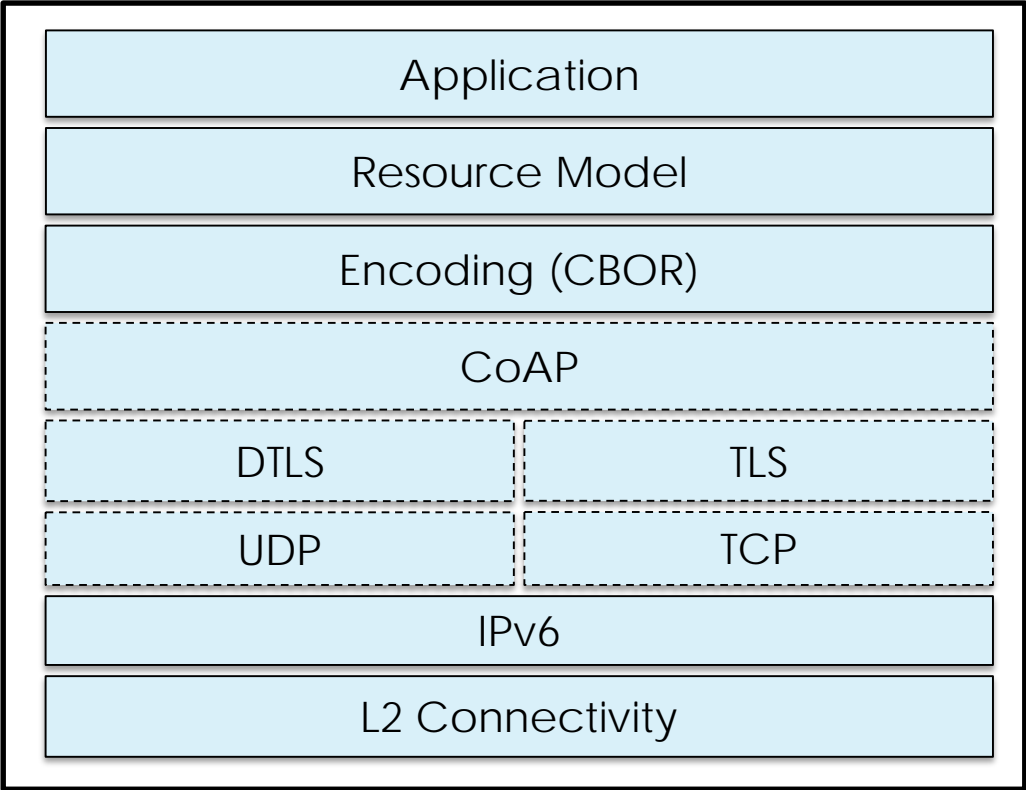 Application
Resource Model
Encoding (CBOR)
CoAP
DTLS
TLS
UDP
TCP
IPv6
L2 Connectivity